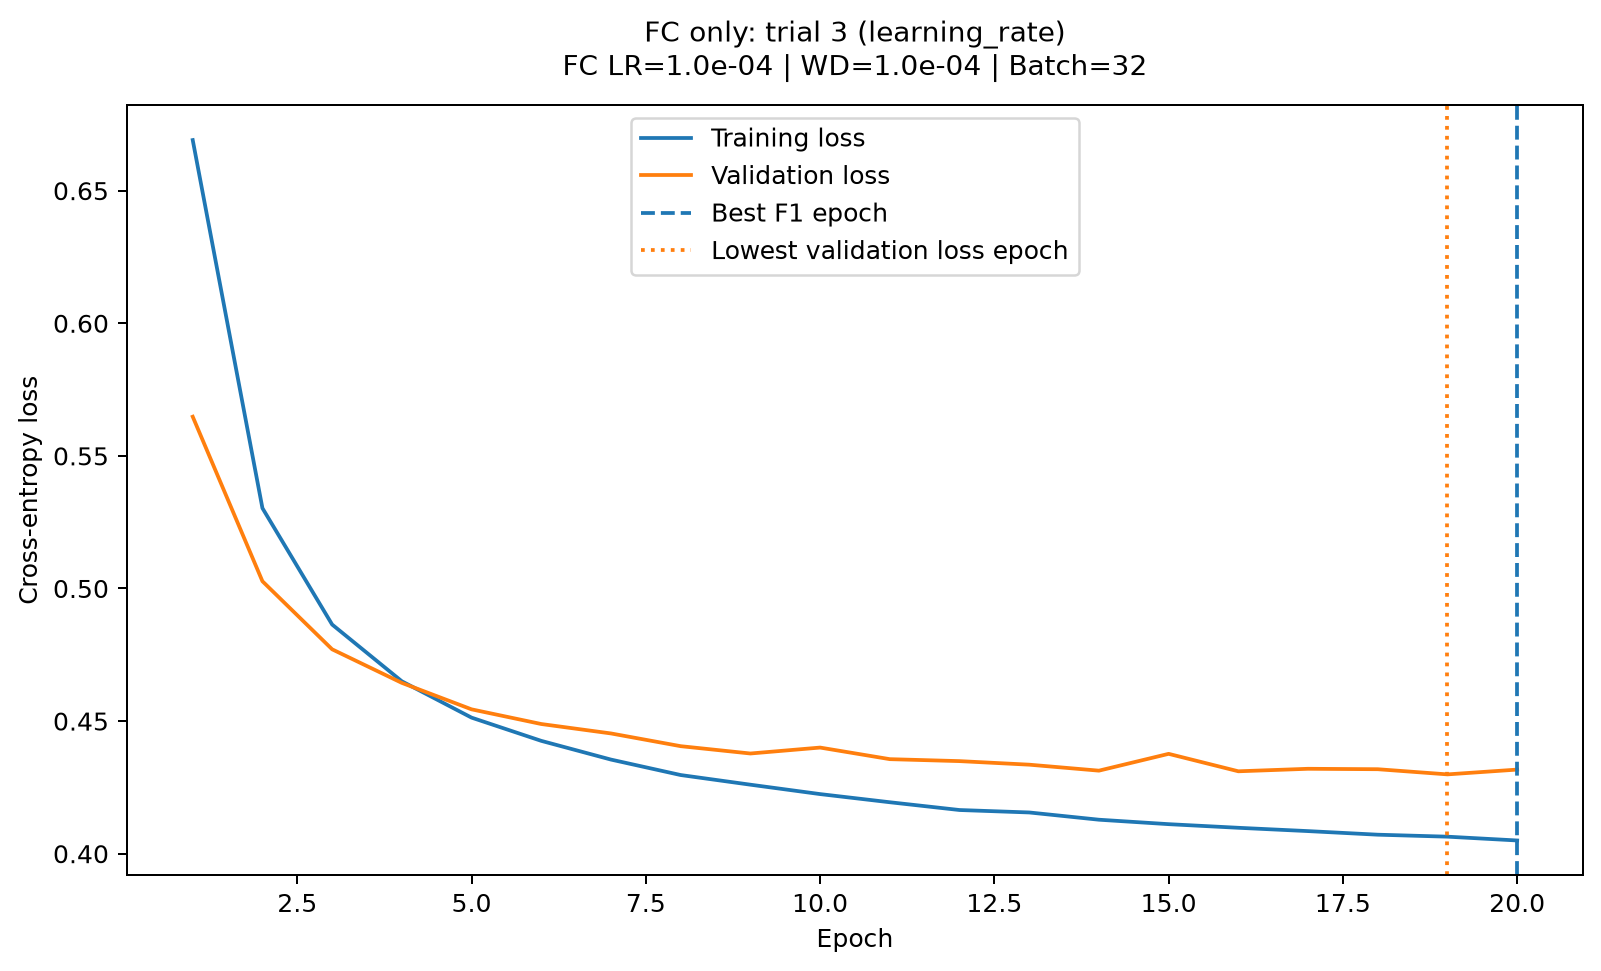 FC only: trial 3 (learning_rate)
FC LR=1.0e-04 | WD=1.0e-04 | Batch=32
Training loss
Validation loss
Best F1 epoch
Lowest validation loss epoch
Cross-entropy loss
0.65
0.60
0.55
0.50
0.45
0.40
2.5 5.0 7.5 10.0 12.5 15.0 17.5 20.0
Epoch